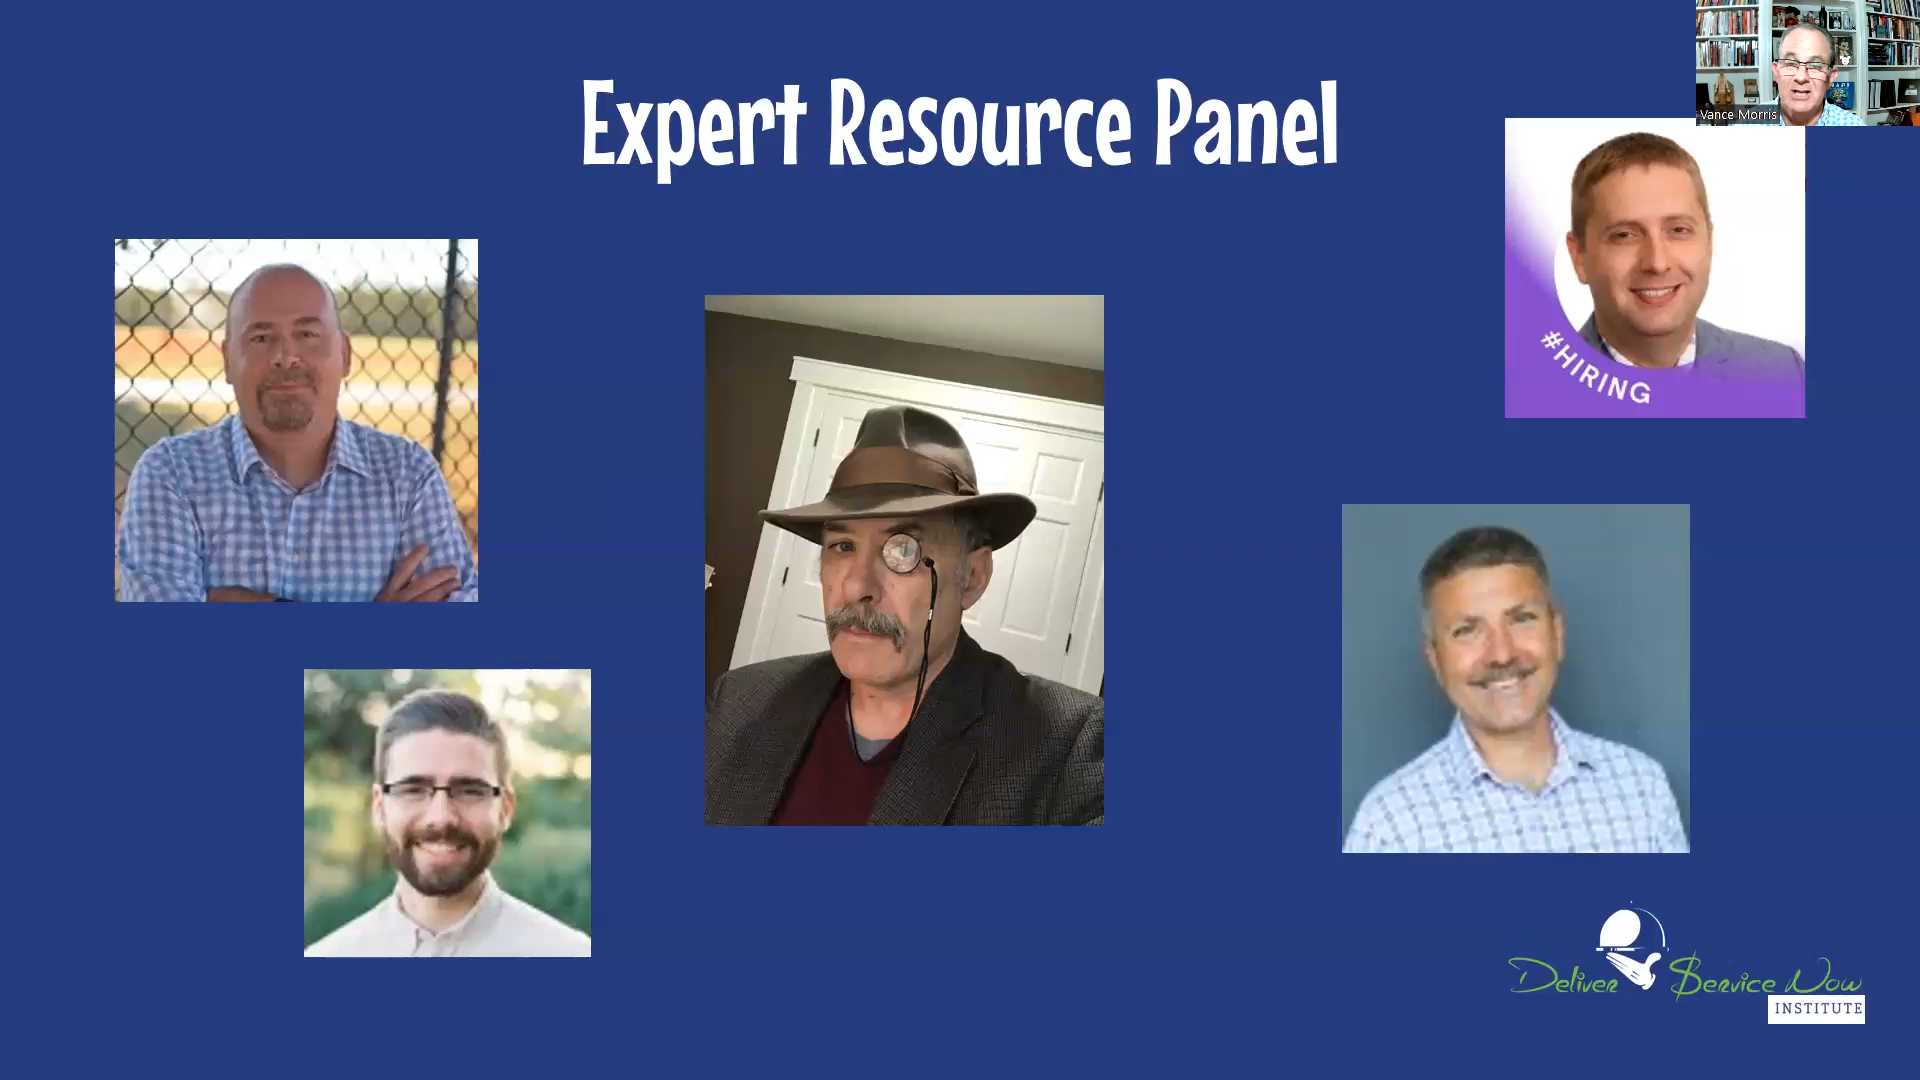 Expert Resource Panel
Vance Morris
#HIRING
Deliver Service Now
INSTITUTE